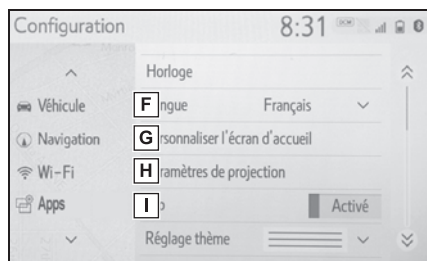 Configuration 8:31
Horloge
Véhicule
F ngue Français
Navigation
G rsonnaliser l'écran d'accueil
Wi-Fi
H ramètres de projection
Apps
I Activé
Réglage thème